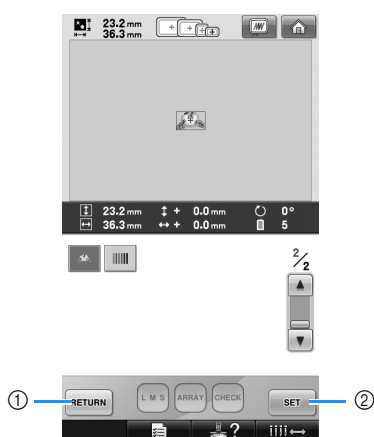 23.2 mm
36.3 mm
23.2 mm + 0.0 mm 0°
36.3 mm + 0.0 mm 5
2/2
① RETURN L M S ARRAY CHECK SET ②
?